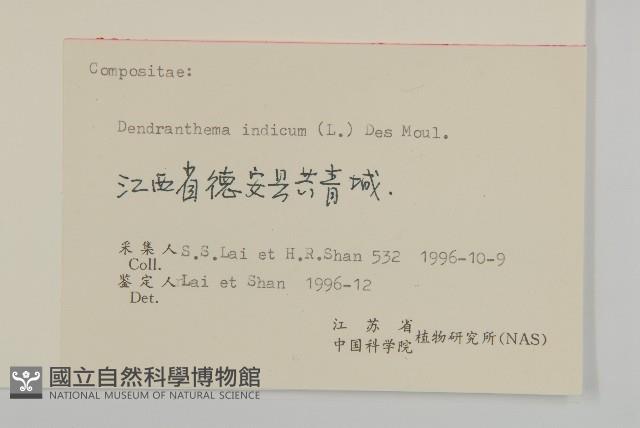 Compositae:
Dendranthema indicum (L.) Des Moul.
江西省德安县共青城.
采集人 S.S.Lai et H.R.Shan 532 1996-10-9
Coll.
鉴定人 Lai et Shan 1996-12
Det.
江苏省
中国科学院 植物研究所(NAS)
國立自然科學博物館
NATIONAL MUSEUM OF NATURAL SCIENCE